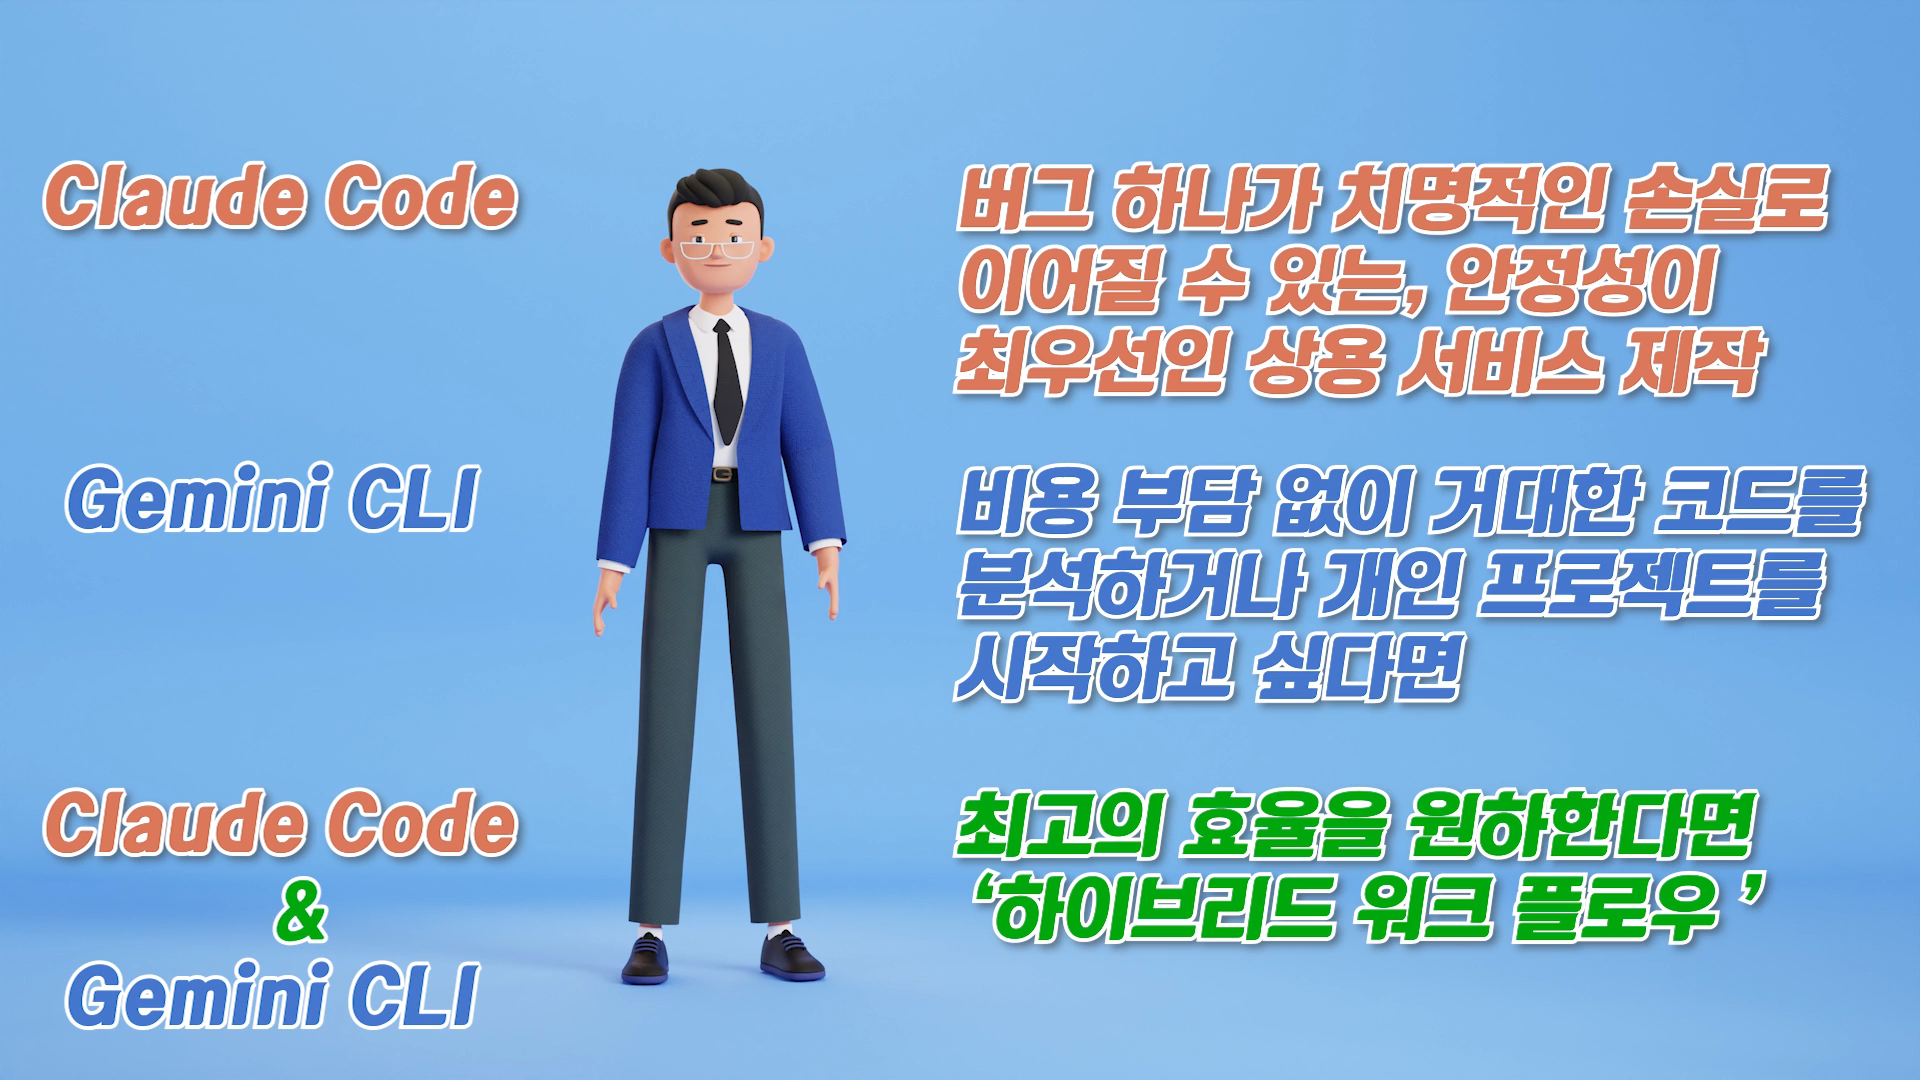 Claude Code
버그 하나가 치명적인 손실로
이어질 수 있는, 안정성이
최우선인 상용 서비스 제작
Gemini CLI
비용 부담 없이 거대한 코드를
분석하거나 개인 프로젝트를
시작하고 싶다면
Claude Code
&
Gemini CLI
최고의 효율을 원하한다면
‘하이브리드 워크 플로우 ’